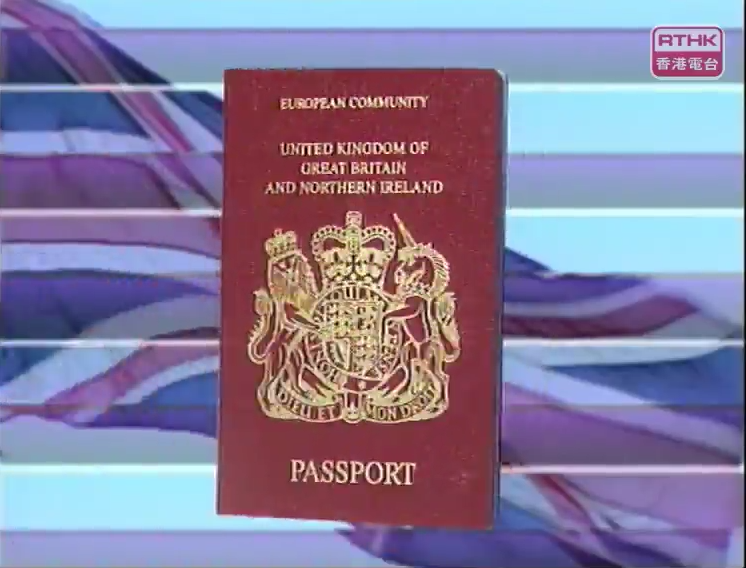 RTHK
香港電台
EUROPEAN COMMUNITY
UNITED KINGDOM OF
GREAT BRITAIN
AND NORTHERN IRELAND
DIEU ET MON DROIT
PASSPORT